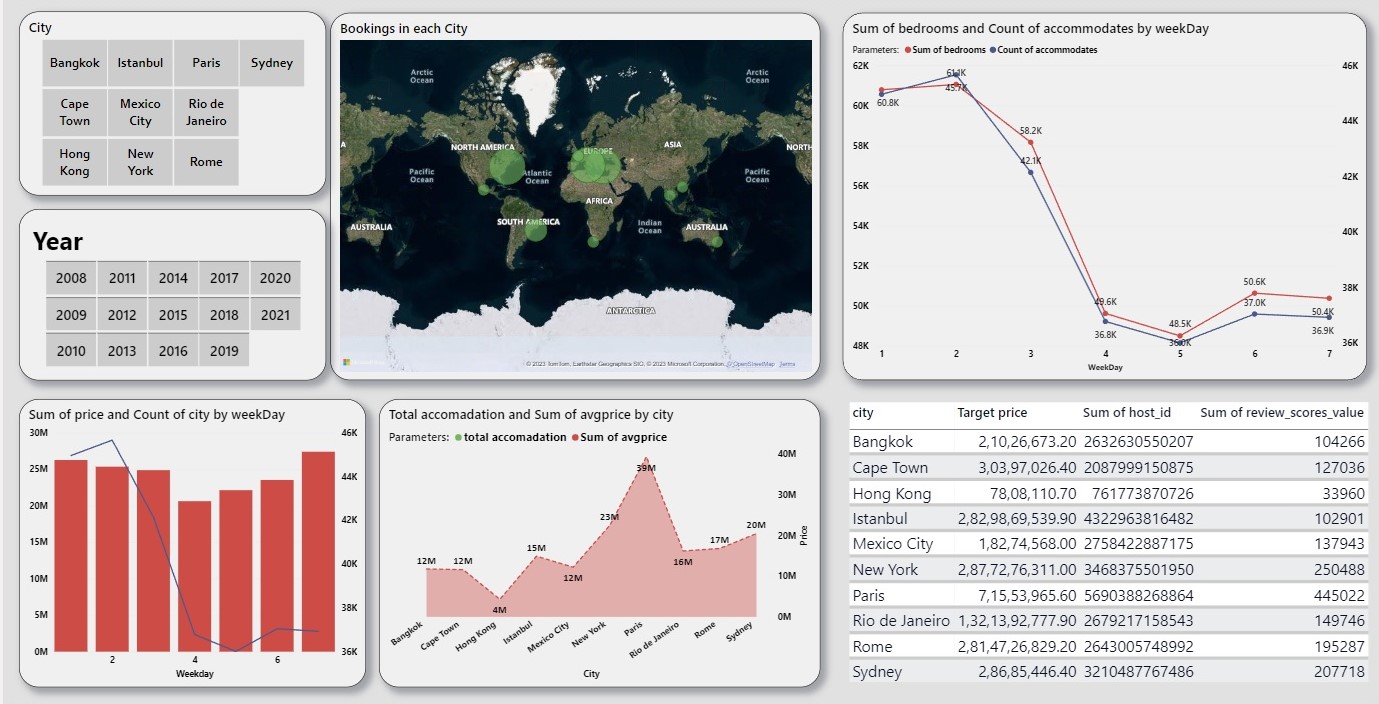 City
Bangkok Istanbul Paris Sydney
Cape Town Mexico City Rio de Janeiro
Hong Kong New York Rome
Year
2008 2011 2014 2017 2020
2009 2012 2015 2018 2021
2010 2013 2016 2019
Bookings in each City
Arctic Ocean Arctic Ocean
NORTH AMERICA EUROPE ASIA NORTH
Pacific Ocean Atlantic Ocean Pacific Ocean
AFRICA
SOUTH AMERICA Indian Ocean
AUSTRALIA AUSTRALIA
ANTARCTICA
© 2023 TomTom, Earthstar Geographics SIO, © 2023 Microsoft Corporation, © OpenStreetMap Terms
Sum of bedrooms and Count of accommodates by weekDay
Parameters: Sum of bedrooms Count of accommodates
62K 46K
61.1K
45.7K
60.8K
60K
44K
58.2K
58K
42.1K
42K
56K
40K
54K
52K
38K
50.6K
37.0K
50K
49.6K
50.4K
36.8K
48.5K
36.0K
36.9K
48K 36K
1 2 3 4 5 6 7
WeekDay
Sum of price and Count of city by weekDay
30M 46K
25M 44K
20M 42K
15M
10M 40K
5M 38K
0M 36K
2 4 6
Weekday
Total accomadation and Sum of avgprice by city
Parameters: total accomadation Sum of avgprice
40M
39M
30M
23M
20M
20M
17M
15M
16M
12M 12M
12M
10M
4M
0M
Price
Bangkok Cape Town Hong Kong Istanbul Mexico City New York Paris Rio de Janeiro Rome Sydney
City
city Target price Sum of host_id Sum of review_scores_value
Bangkok 2,10,26,673.20 2632630550207 104266
Cape Town 3,03,97,026.40 2087999150875 127036
Hong Kong 78,08,110.70 761773870726 33960
Istanbul 2,82,98,69,539.90 4322963816482 102901
Mexico City 1,82,74,568.00 2758422887175 137943
New York 2,87,72,76,311.00 3468375501950 250488
Paris 7,15,53,965.60 5690388268864 445022
Rio de Janeiro 1,32,13,92,777.90 2679217158543 149746
Rome 2,81,47,26,829.20 2643005748992 195287
Sydney 2,86,85,446.40 3210487767486 207718